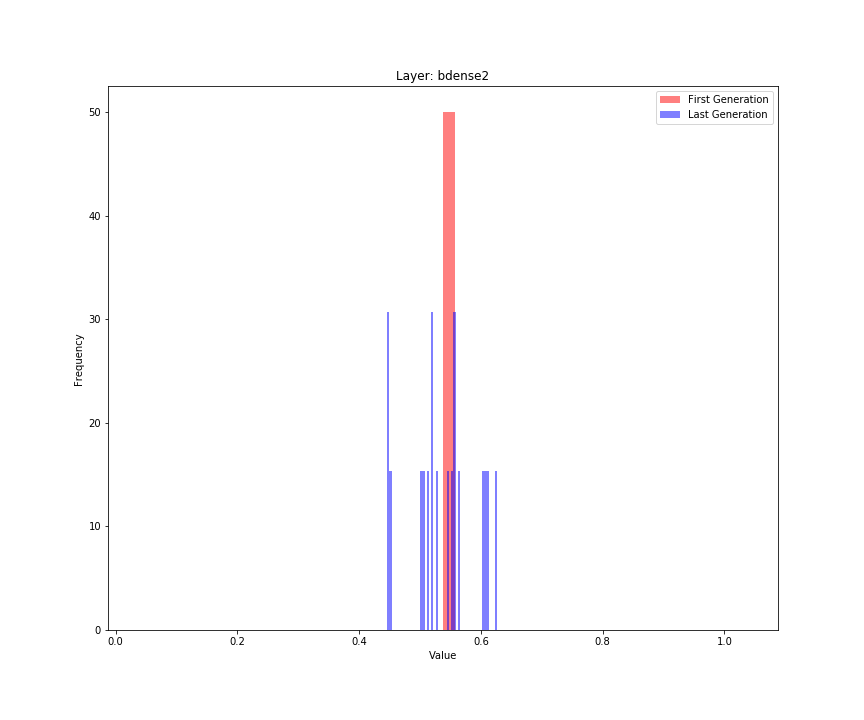 Layer: bdense2
First Generation
Last Generation
50
40
30
20
10
0
Frequency
0.0 0.2 0.4 0.6 0.8 1.0
Value